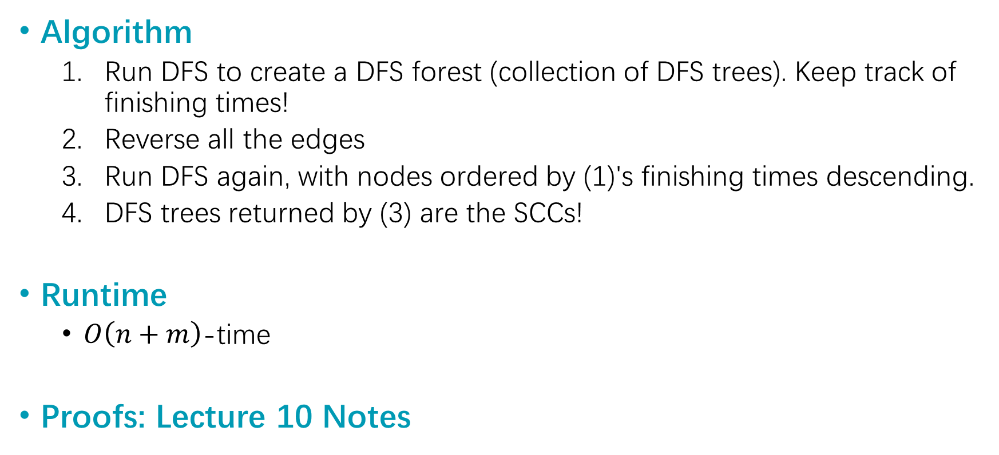 • Algorithm
1. Run DFS to create a DFS forest (collection of DFS trees). Keep track of
finishing times!
2. Reverse all the edges
3. Run DFS again, with nodes ordered by (1)'s finishing times descending.
4. DFS trees returned by (3) are the SCCs!
• Runtime
• O(n + m)-time
• Proofs: Lecture 10 Notes